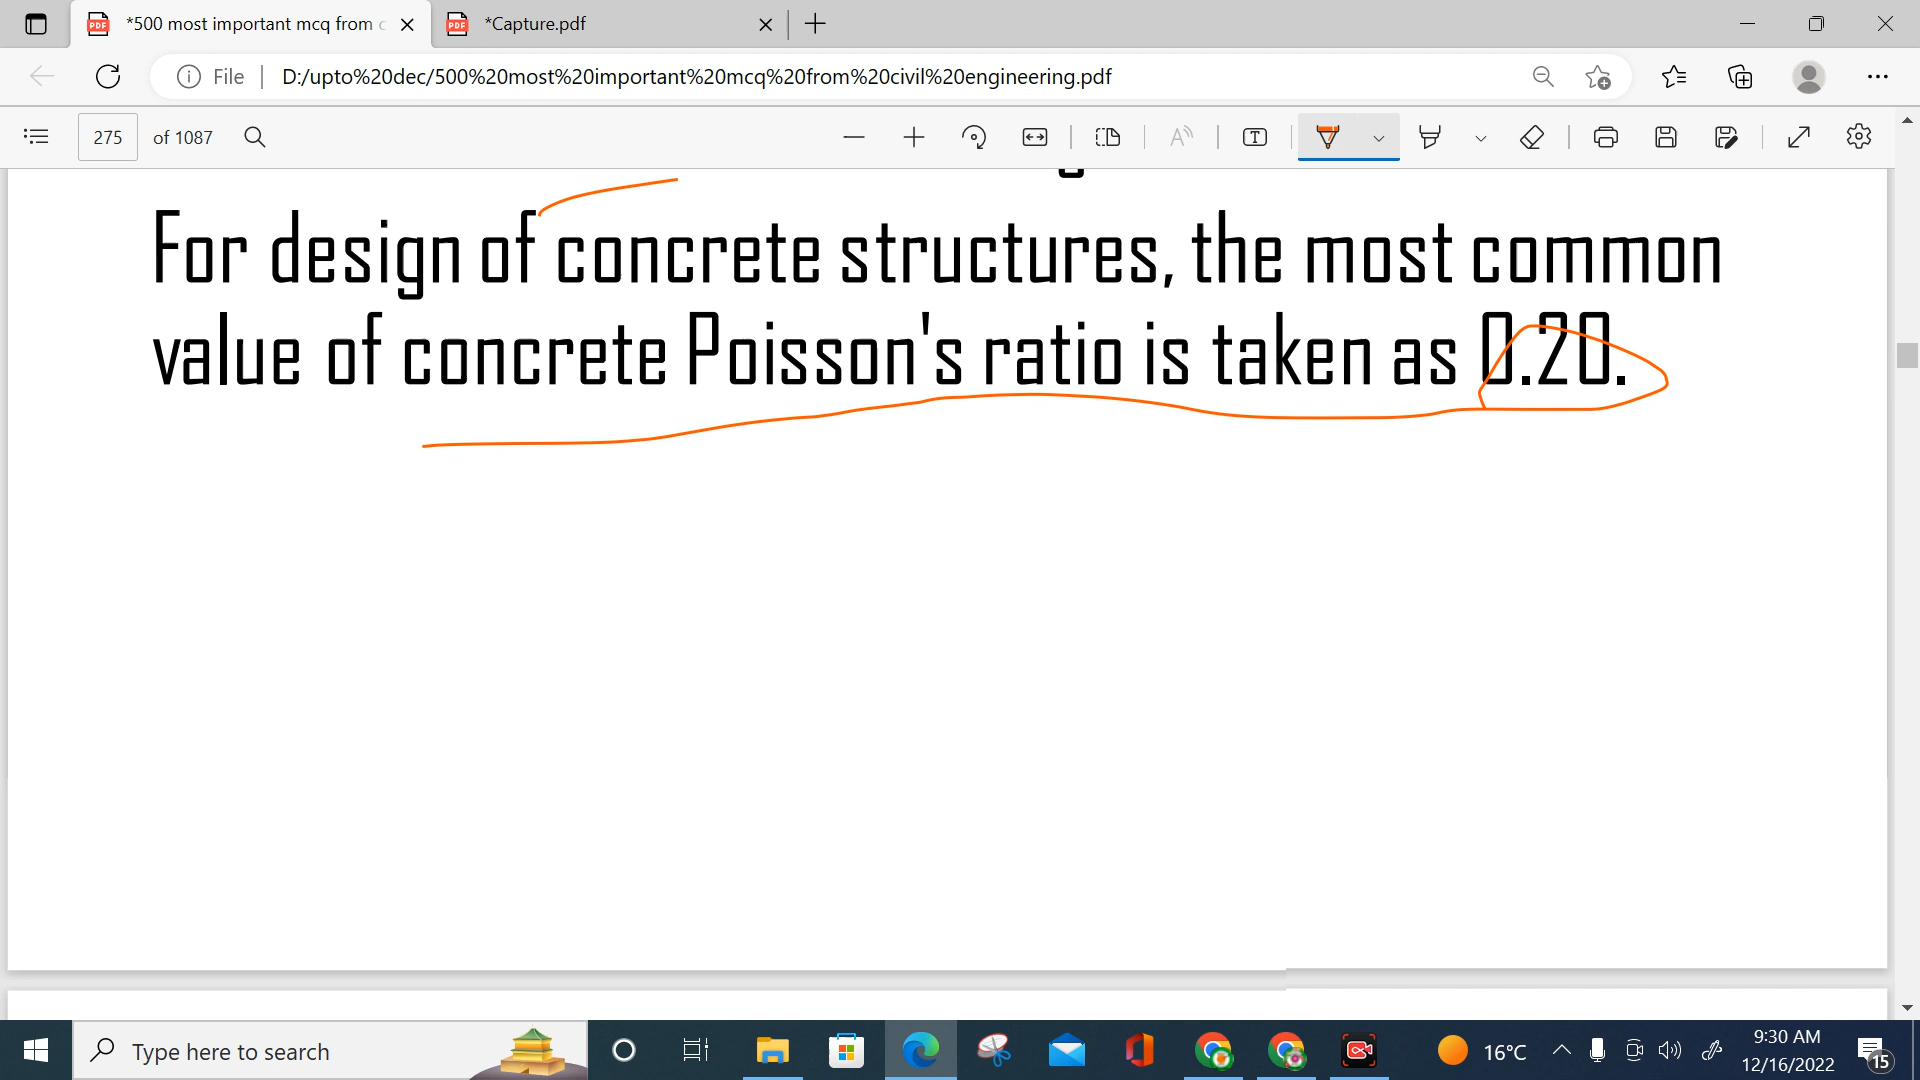 *500 most important mcq from c
*Capture.pdf
File
D:/upto%20dec/500%20most%20important%20mcq%20from%20civil%20engineering.pdf
275 of 1087
For design of concrete structures, the most common
value of concrete Poisson's ratio is taken as 0.20.
Type here to search
16°C
9:30 AM
12/16/2022
15